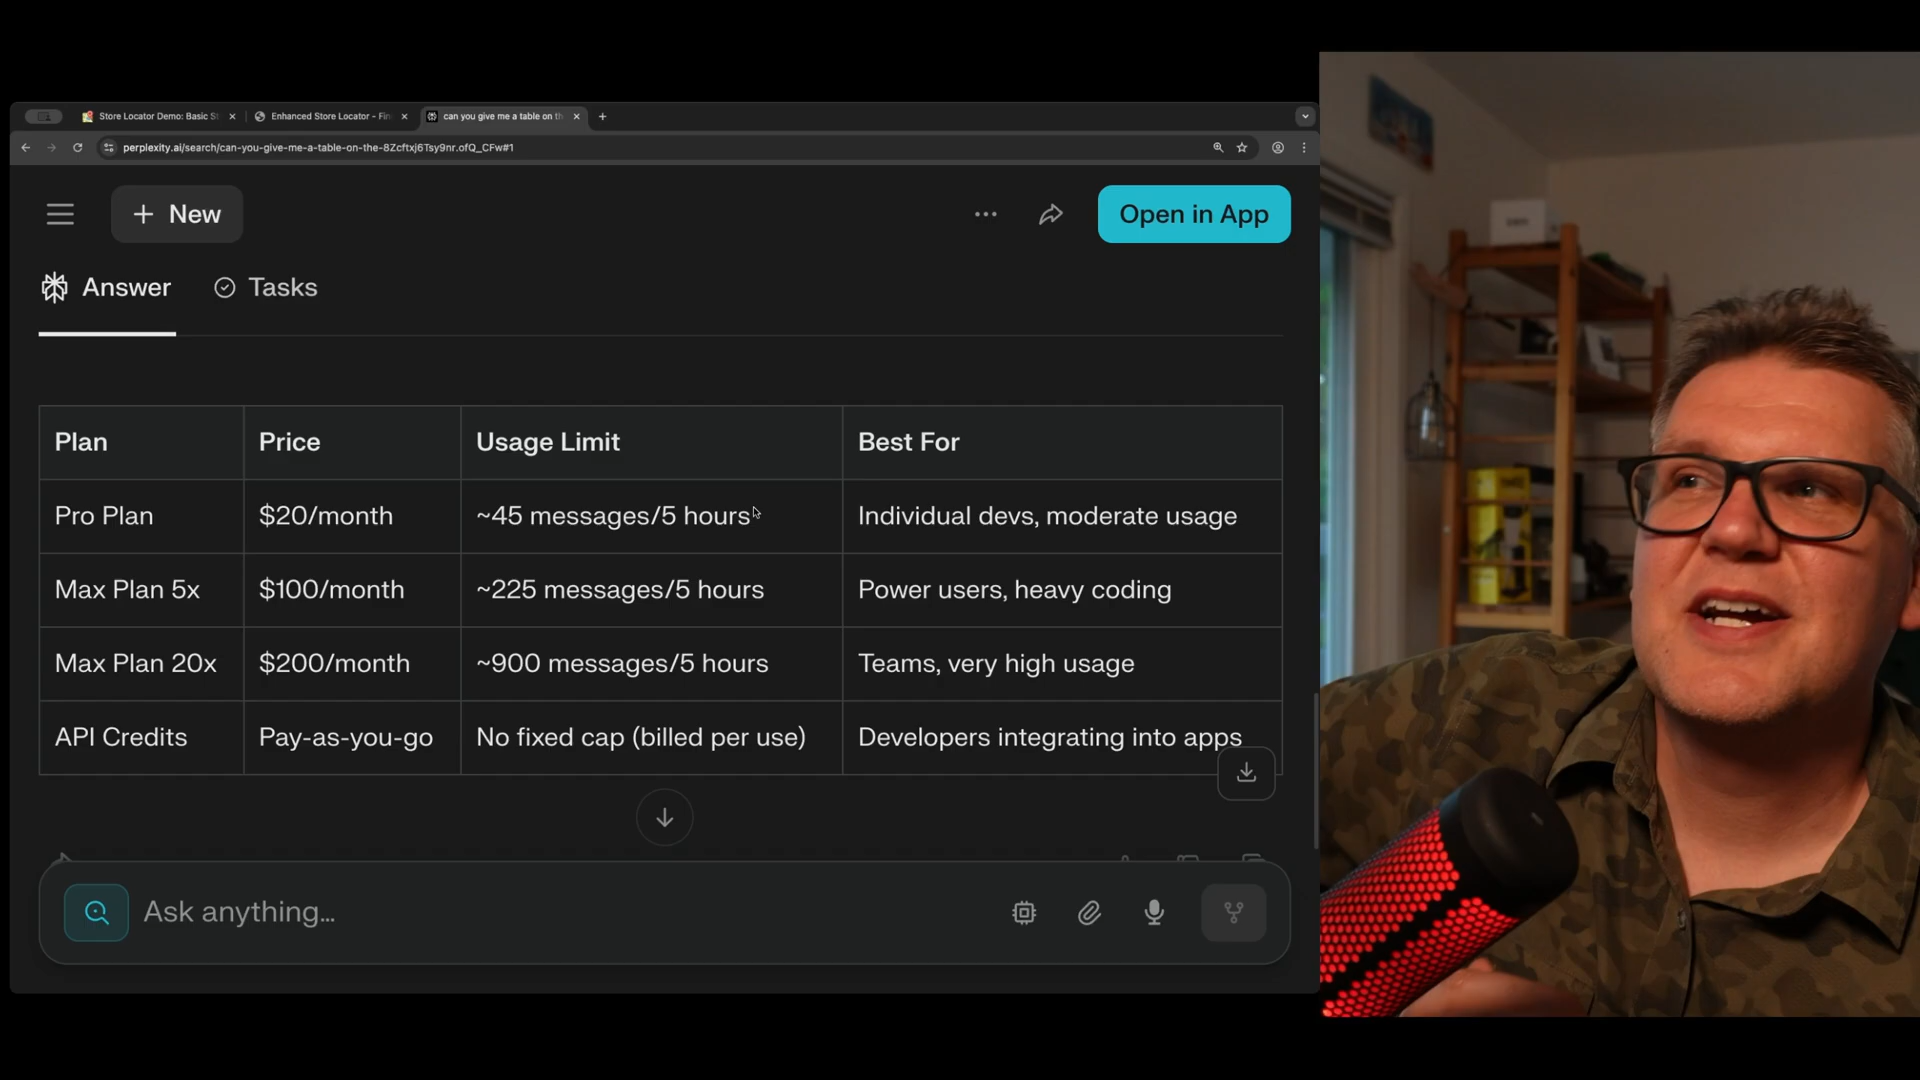 Store Locator Demo: Basic St
Enhanced Store Locator - Fin
can you give me a table on th
perplexity.ai/search/can-you-give-me-a-table-on-the-8Zcftxj6Tsy9nr.ofQ_CFw#1
New
Open in App
Answer
Tasks
Plan Price Usage Limit Best For
Pro Plan $20/month ~45 messages/5 hours Individual devs, moderate usage
Max Plan 5x $100/month ~225 messages/5 hours Power users, heavy coding
Max Plan 20x $200/month ~900 messages/5 hours Teams, very high usage
API Credits Pay-as-you-go No fixed cap (billed per use) Developers integrating into apps
Ask anything...